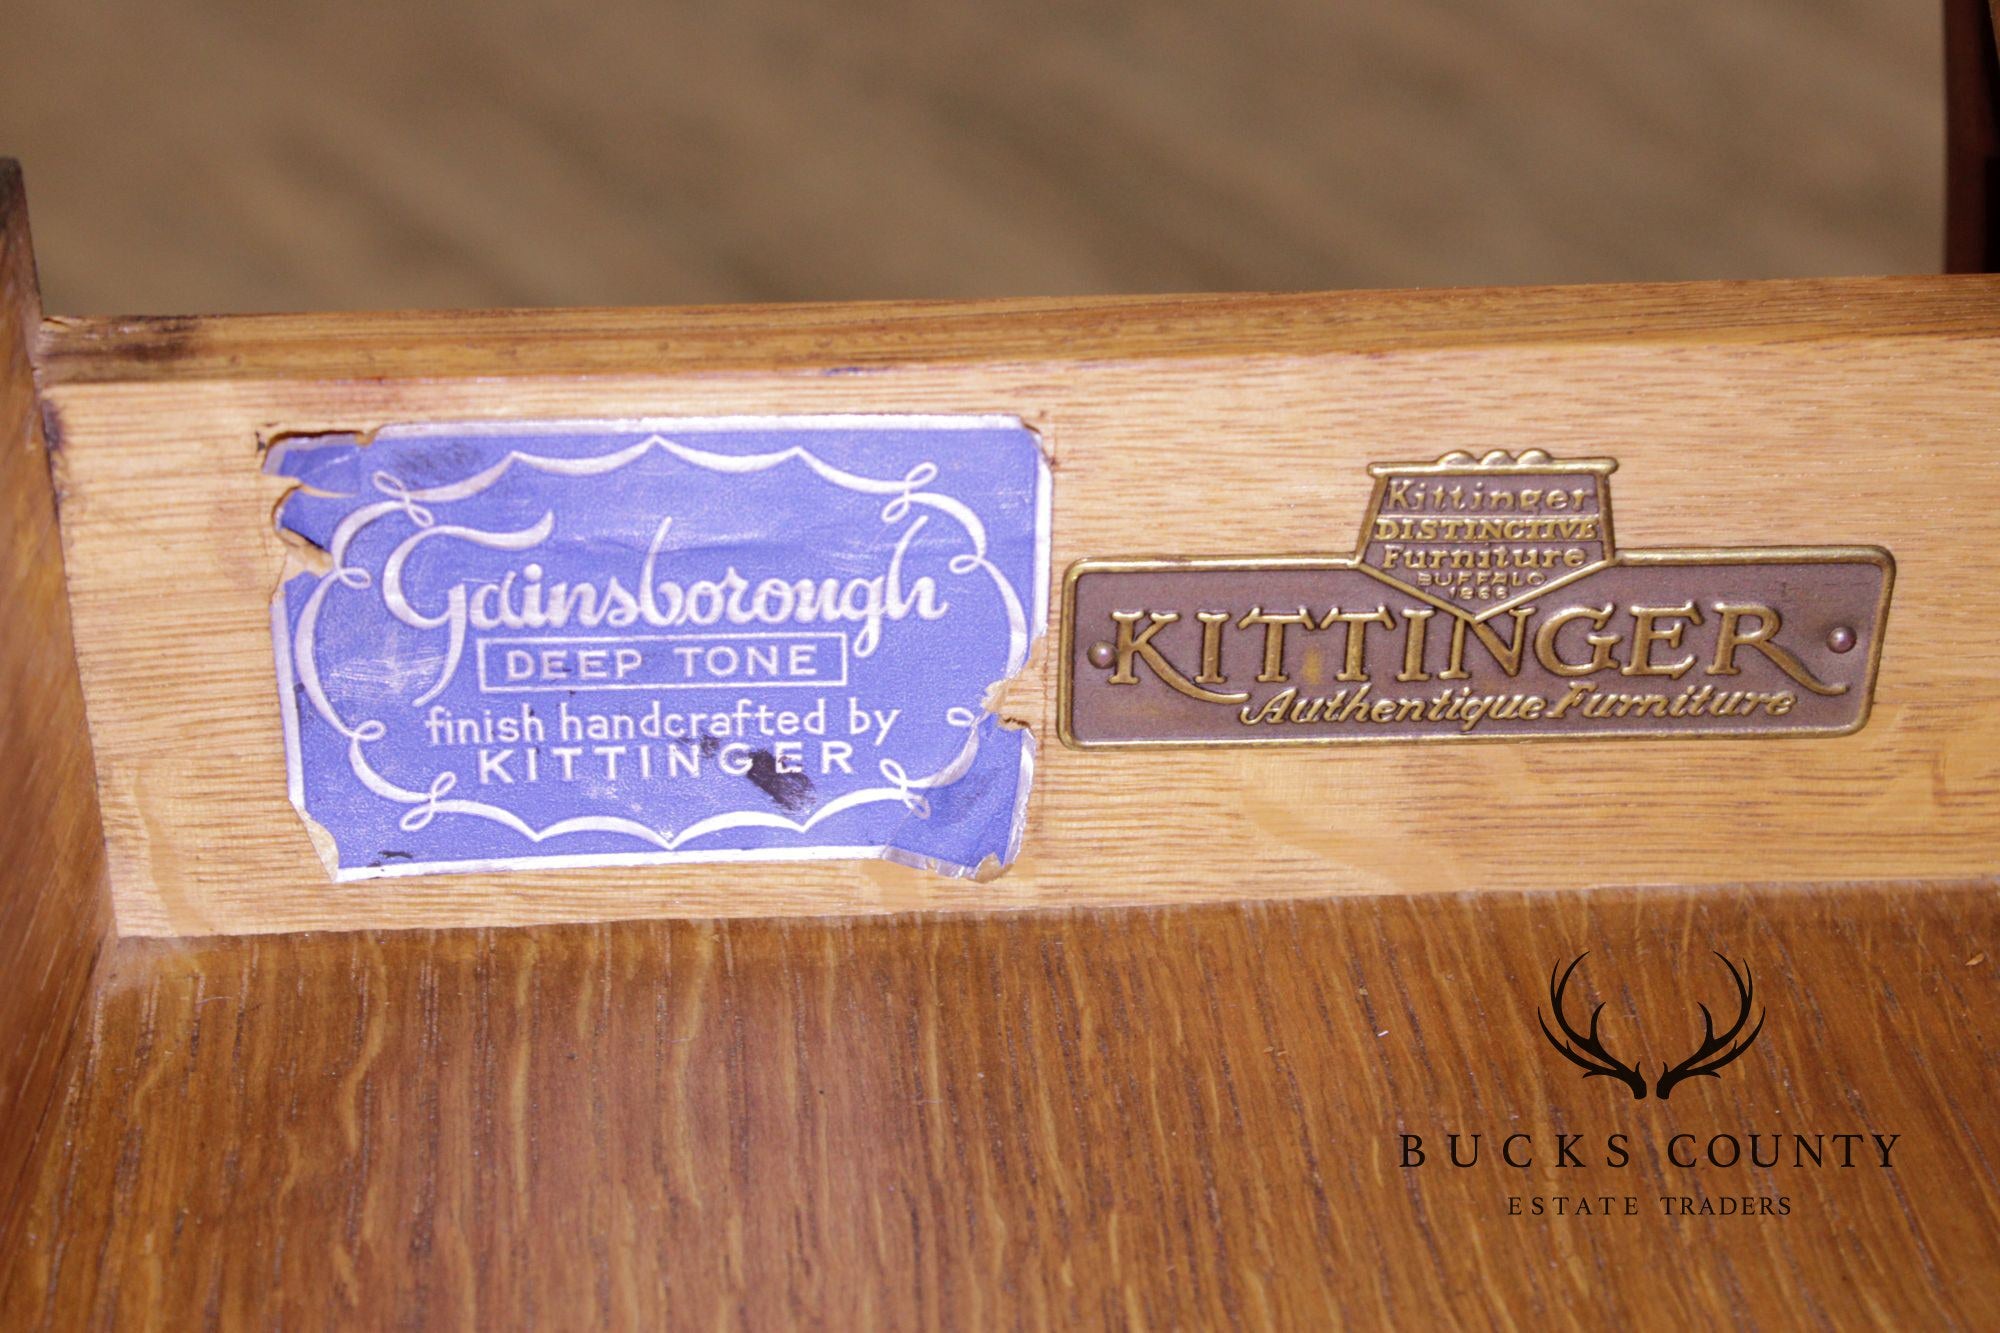 Gainsborough
DEEP TONE
finish handcrafted by
KITTINGER
Kittinger
DISTINCTIVE
Furniture
BUFFALO
1866
KITTINGER
Authentique Furniture
BUCKS COUNTY
ESTATE TRADERS